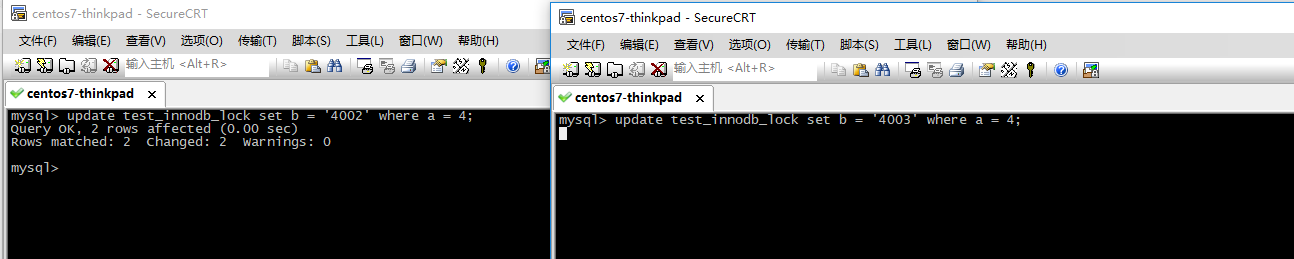 centos7-thinkpad - SecureCRT
文件(F) 编辑(E) 查看(V) 选项(O) 传输(T) 脚本(S) 工具(L) 窗口(W) 帮助(H)
输入主机 <Alt+R>
centos7-thinkpad
mysql> update test_innodb_lock set b = '4002' where a = 4;
Query OK, 2 rows affected (0.00 sec)
Rows matched: 2  Changed: 2  Warnings: 0
mysql>
centos7-thinkpad - SecureCRT
文件(F) 编辑(E) 查看(V) 选项(O) 传输(T) 脚本(S) 工具(L) 窗口(W) 帮助(H)
输入主机 <Alt+R>
centos7-thinkpad
mysql> update test_innodb_lock set b = '4003' where a = 4;